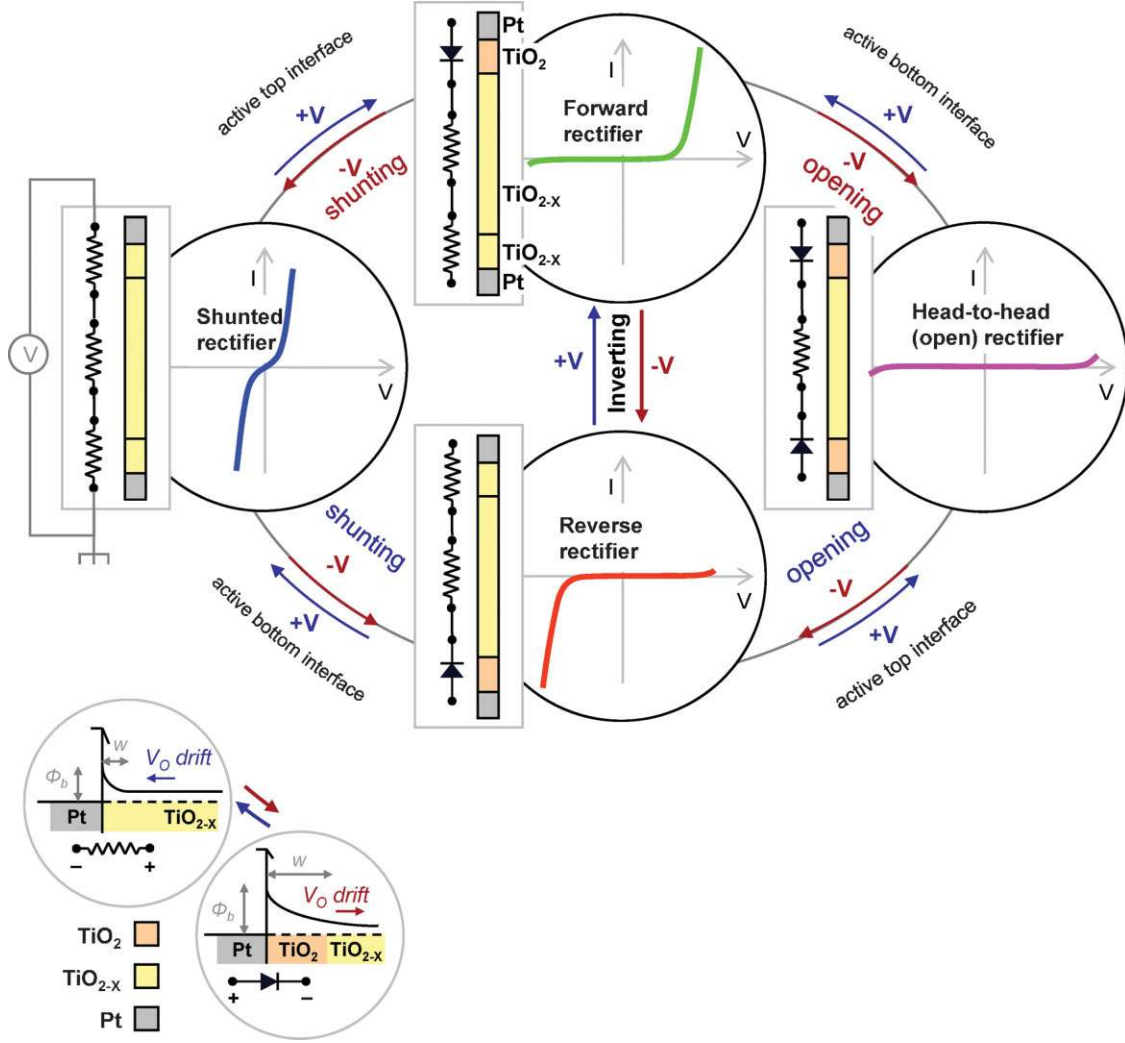 Pt
TiO2
TiO2-X
TiO2-X
Pt
I
V
Forward
rectifier
active top interface
+V
-V
shunting
active bottom interface
+V
-V
opening
V
I
V
Shunted
rectifier
+V
Inverting
-V
I
V
Head-to-head
(open) rectifier
shunting
-V
+V
active bottom interface
I
V
Reverse
rectifier
opening
-V
+V
active top interface
w
VO drift
Φb
Pt
TiO2-X
− +
w
VO drift
Φb
Pt TiO2 TiO2-X
+ −
TiO2
TiO2-X
Pt